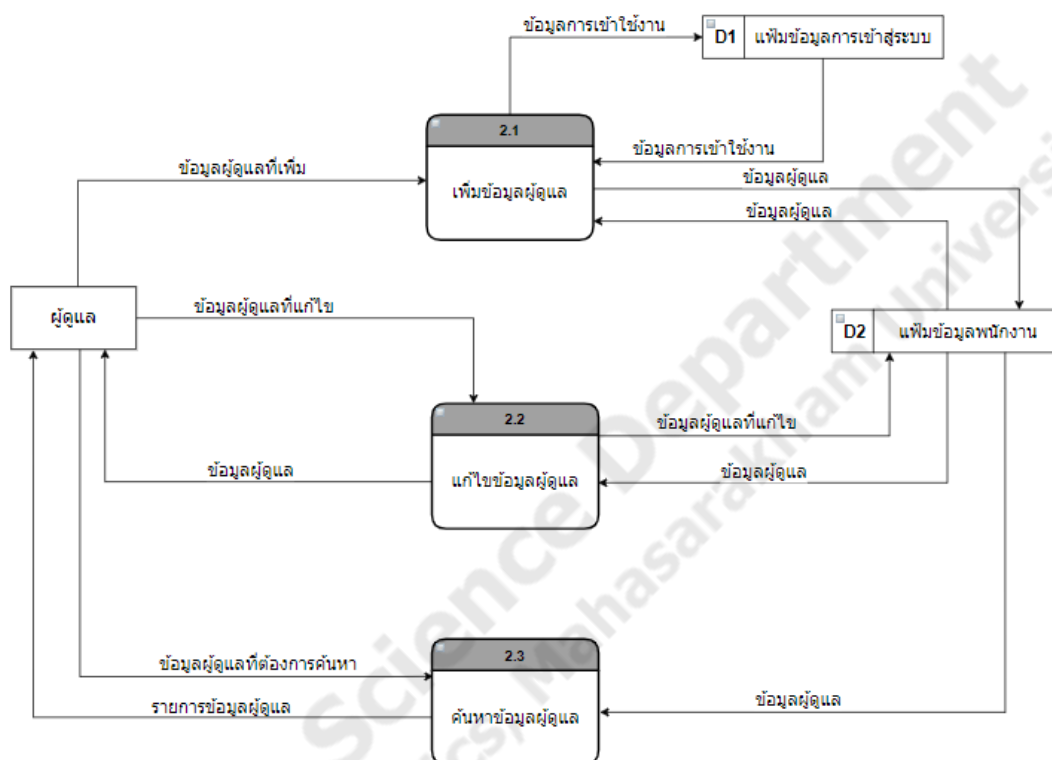 ข้อมูลการเข้าใช้งาน
D1 แฟ้มข้อมูลการเข้าสู่ระบบ
2.1
ข้อมูลการเข้าใช้งาน
ข้อมูลผู้ดูแลที่เพิ่ม
ข้อมูลผู้ดูแล
เพิ่มข้อมูลผู้ดูแล
ข้อมูลผู้ดูแล
ข้อมูลผู้ดูแลที่แก้ไข
ผู้ดูแล
D2 แฟ้มข้อมูลพนักงาน
2.2
ข้อมูลผู้ดูแลที่แก้ไข
ข้อมูลผู้ดูแล
ข้อมูลผู้ดูแล
แก้ไขข้อมูลผู้ดูแล
2.3
ข้อมูลผู้ดูแลที่ต้องการค้นหา
ข้อมูลผู้ดูแล
รายการข้อมูลผู้ดูแล
ค้นหาข้อมูลผู้ดูแล
Science Department
Mahasarakham